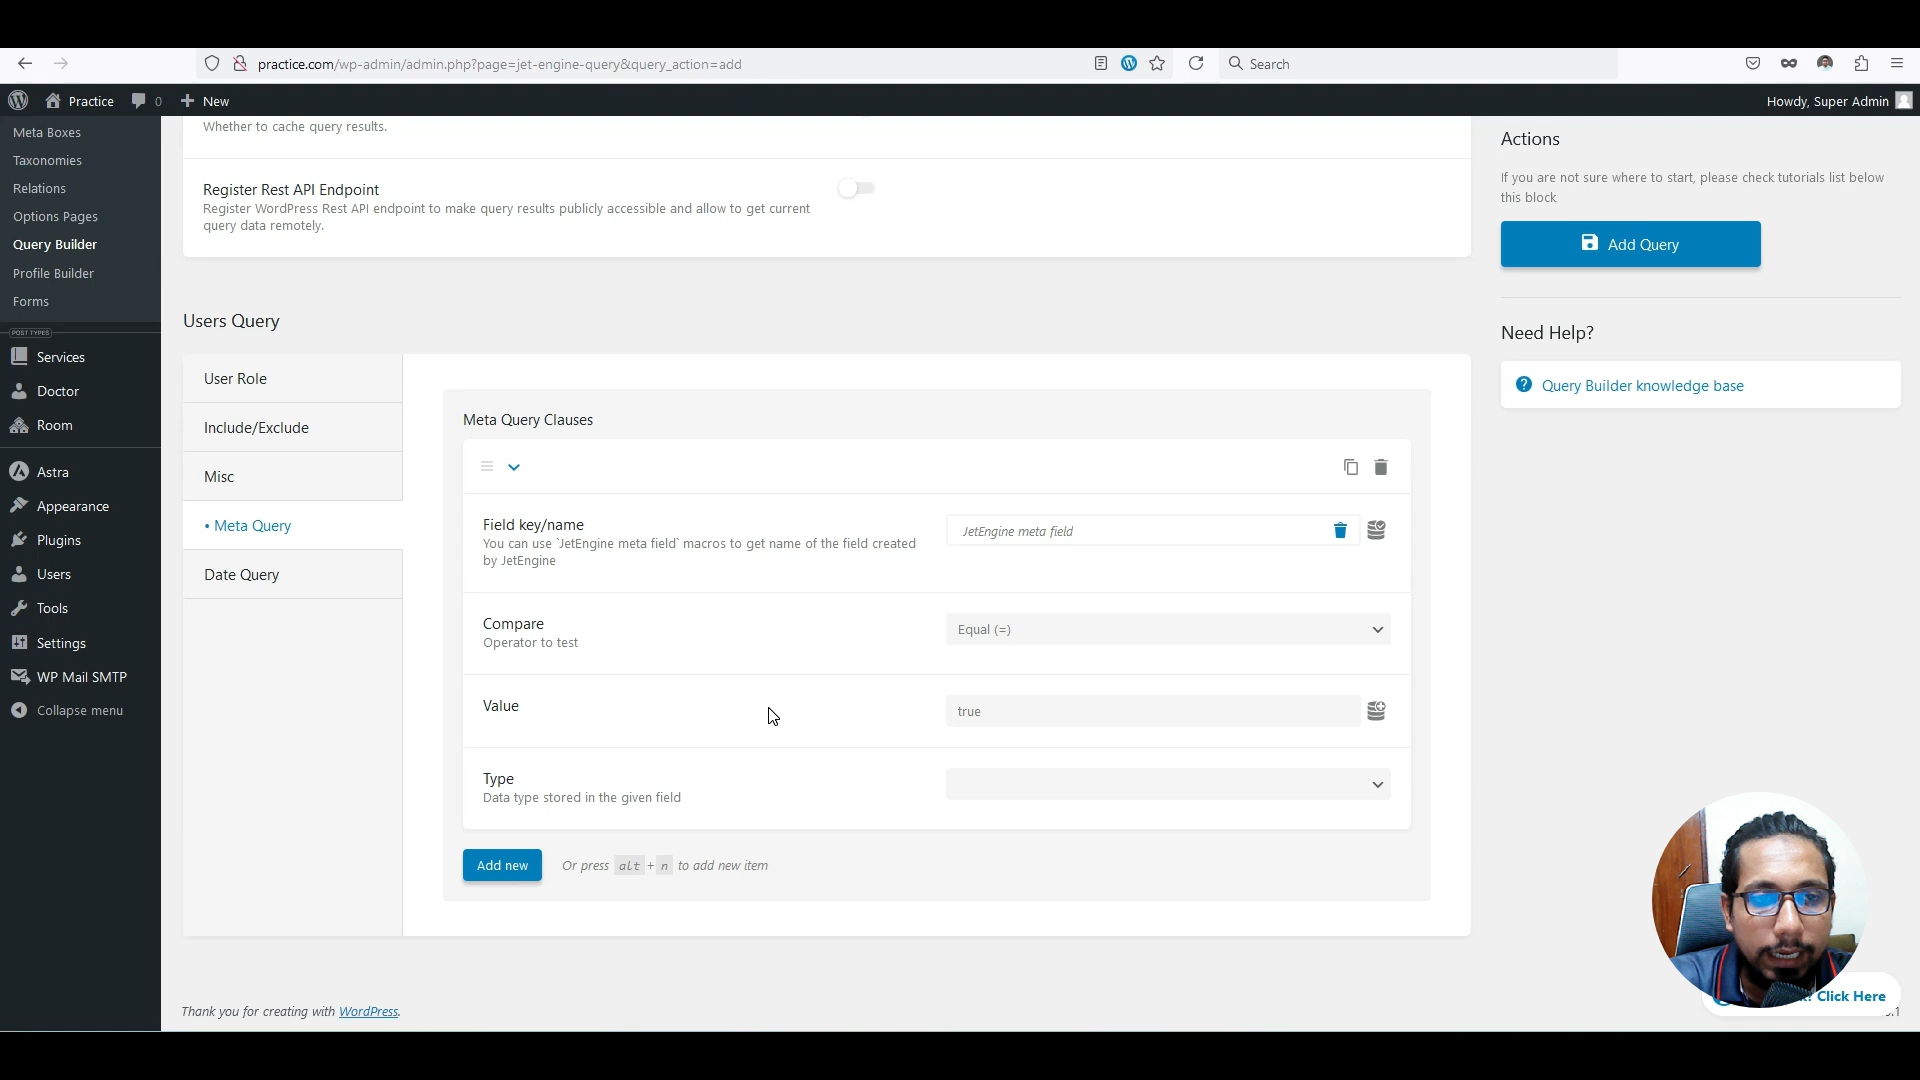 practice.com/wp-admin/admin.php?page=jet-engine-query&query_action=add
Search
Practice
0
New
Howdy, Super Admin
Meta Boxes
Taxonomies
Relations
Options Pages
Query Builder
Profile Builder
Forms
POST TYPES
Services
Doctor
Room
Astra
Appearance
Plugins
Users
Tools
Settings
WP Mail SMTP
Collapse menu
Whether to cache query results.
Register Rest API Endpoint
Register WordPress Rest API endpoint to make query results publicly accessible and allow to get current
query data remotely.
Users Query
User Role
Include/Exclude
Misc
• Meta Query
Date Query
Meta Query Clauses
Field key/name
You can use `JetEngine meta field` macros to get name of the field created
by JetEngine
JetEngine meta field
Compare
Operator to test
Equal (=)
Value
true
Type
Data type stored in the given field
Add new
Or press alt + n to add new item
Thank you for creating with WordPress.
Actions
If you are not sure where to start, please check tutorials list below
this block
Add Query
Need Help?
Query Builder knowledge base
Click Here